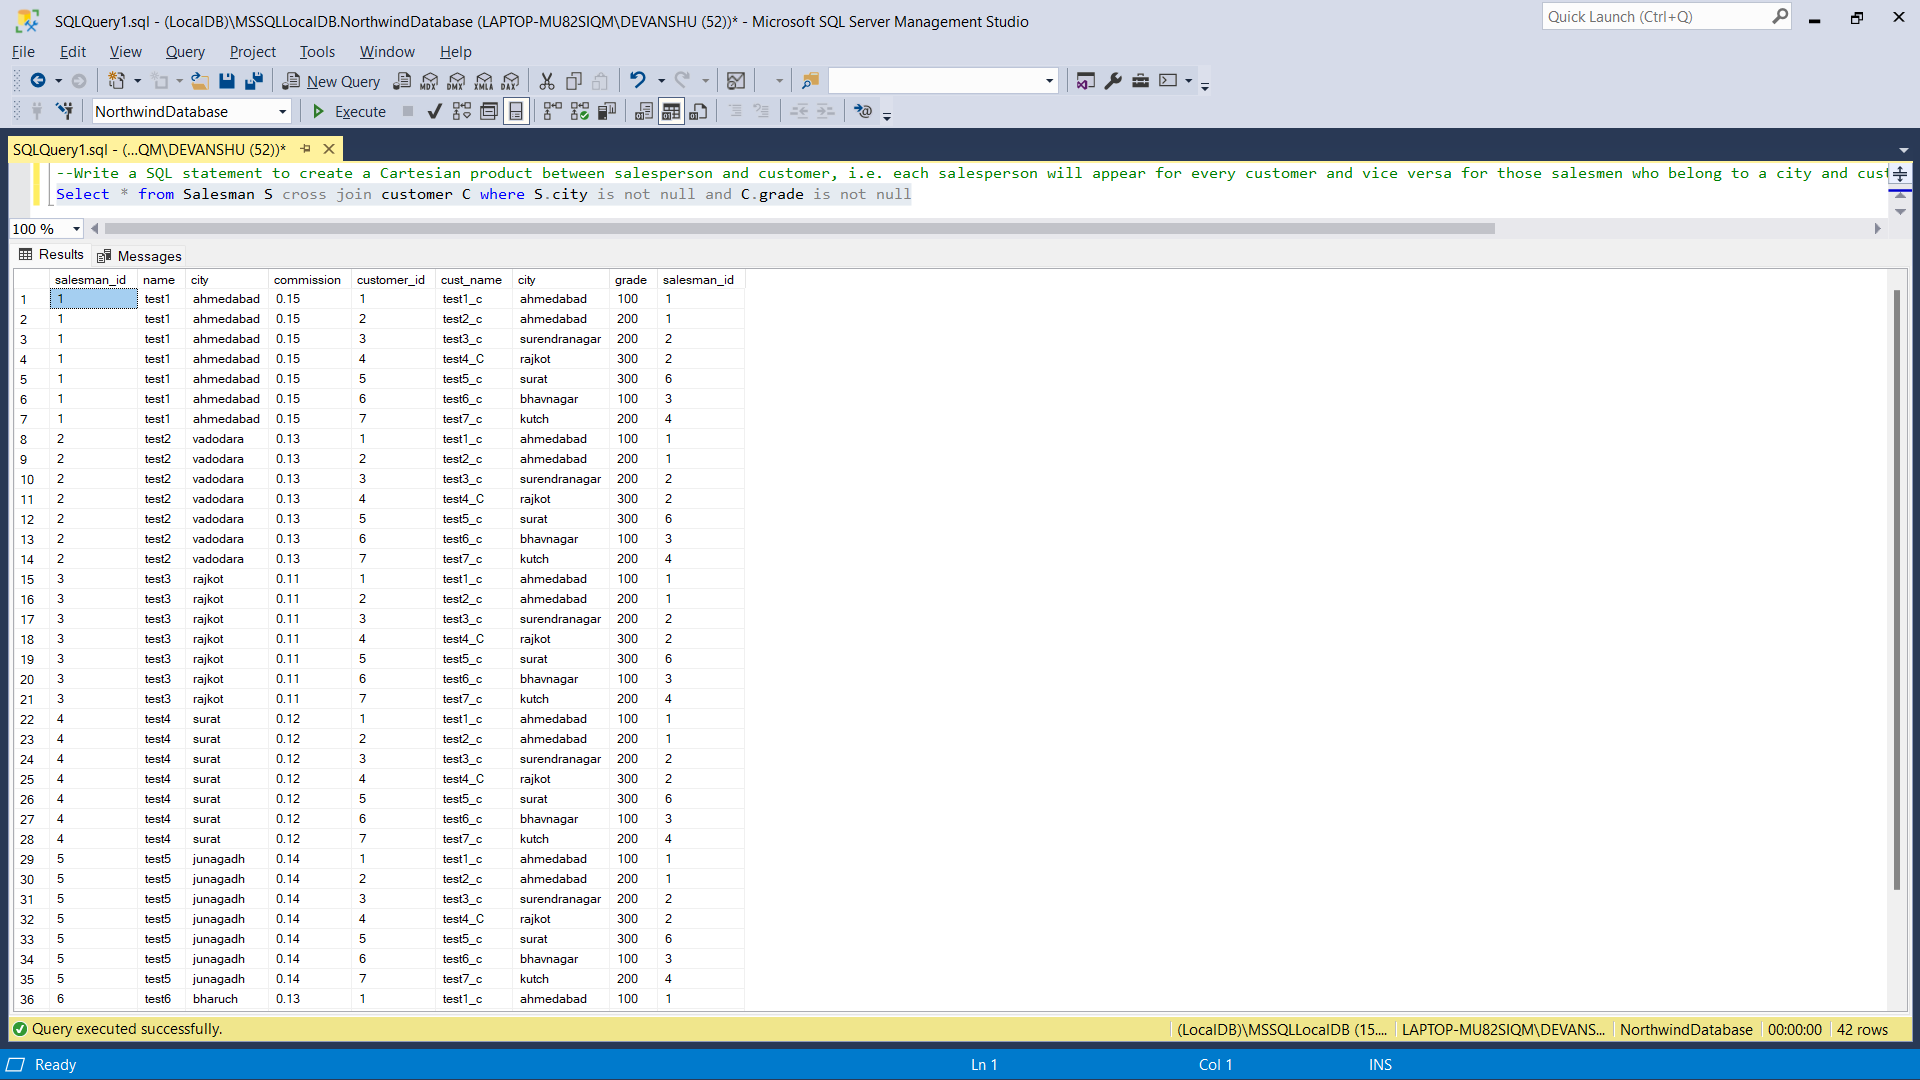 SQLQuery1.sql - (LocalDB)\MSSQLLocalDB.NorthwindDatabase (LAPTOP-MU82SIQM\DEVANSHU (52))* - Microsoft SQL Server Management Studio
Quick Launch (Ctrl+Q)
File Edit View Query Project Tools Window Help
New Query MDX DMX XMLA DAX
NorthwindDatabase Execute
SQLQuery1.sql - (...QM\DEVANSHU (52))*
--Write a SQL statement to create a Cartesian product between salesperson and customer, i.e. each salesperson will appear for every customer and vice versa for those salesmen who belong to a city and cust
Select * from Salesman S cross join customer C where S.city is not null and C.grade is not null
100 %
Results Messages
salesman_id name city commission customer_id cust_name city grade salesman_id
1 1 test1 ahmedabad 0.15 1 test1_c ahmedabad 100 1
2 1 test1 ahmedabad 0.15 2 test2_c ahmedabad 200 1
3 1 test1 ahmedabad 0.15 3 test3_c surendranagar 200 2
4 1 test1 ahmedabad 0.15 4 test4_C rajkot 300 2
5 1 test1 ahmedabad 0.15 5 test5_c surat 300 6
6 1 test1 ahmedabad 0.15 6 test6_c bhavnagar 100 3
7 1 test1 ahmedabad 0.15 7 test7_c kutch 200 4
8 2 test2 vadodara 0.13 1 test1_c ahmedabad 100 1
9 2 test2 vadodara 0.13 2 test2_c ahmedabad 200 1
10 2 test2 vadodara 0.13 3 test3_c surendranagar 200 2
11 2 test2 vadodara 0.13 4 test4_C rajkot 300 2
12 2 test2 vadodara 0.13 5 test5_c surat 300 6
13 2 test2 vadodara 0.13 6 test6_c bhavnagar 100 3
14 2 test2 vadodara 0.13 7 test7_c kutch 200 4
15 3 test3 rajkot 0.11 1 test1_c ahmedabad 100 1
16 3 test3 rajkot 0.11 2 test2_c ahmedabad 200 1
17 3 test3 rajkot 0.11 3 test3_c surendranagar 200 2
18 3 test3 rajkot 0.11 4 test4_C rajkot 300 2
19 3 test3 rajkot 0.11 5 test5_c surat 300 6
20 3 test3 rajkot 0.11 6 test6_c bhavnagar 100 3
21 3 test3 rajkot 0.11 7 test7_c kutch 200 4
22 4 test4 surat 0.12 1 test1_c ahmedabad 100 1
23 4 test4 surat 0.12 2 test2_c ahmedabad 200 1
24 4 test4 surat 0.12 3 test3_c surendranagar 200 2
25 4 test4 surat 0.12 4 test4_C rajkot 300 2
26 4 test4 surat 0.12 5 test5_c surat 300 6
27 4 test4 surat 0.12 6 test6_c bhavnagar 100 3
28 4 test4 surat 0.12 7 test7_c kutch 200 4
29 5 test5 junagadh 0.14 1 test1_c ahmedabad 100 1
30 5 test5 junagadh 0.14 2 test2_c ahmedabad 200 1
31 5 test5 junagadh 0.14 3 test3_c surendranagar 200 2
32 5 test5 junagadh 0.14 4 test4_C rajkot 300 2
33 5 test5 junagadh 0.14 5 test5_c surat 300 6
34 5 test5 junagadh 0.14 6 test6_c bhavnagar 100 3
35 5 test5 junagadh 0.14 7 test7_c kutch 200 4
36 6 test6 bharuch 0.13 1 test1_c ahmedabad 100 1
Query executed successfully. (LocalDB)\MSSQLLocalDB (15.... LAPTOP-MU82SIQM\DEVANS... NorthwindDatabase 00:00:00 42 rows
Ready Ln 1 Col 1 INS